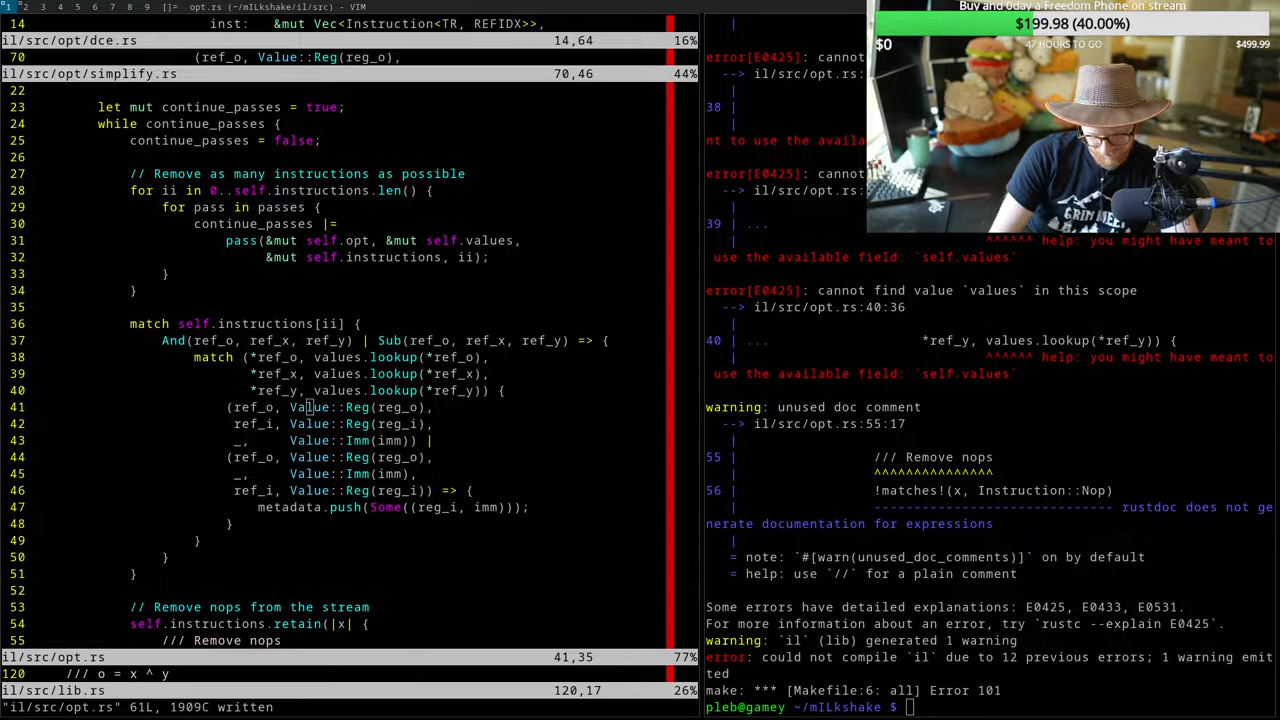 1 2 3 4 5 6 7 8 9 []= opt.rs (~/mILkshake/il/src) - VIM
14 inst: &mut Vec<Instruction<TR, REFIDX>>,
il/src/opt/dce.rs 14,64 16%
70 (ref_o, Value::Reg(reg_o),
il/src/opt/simplify.rs 70,46 44%
22
23 let mut continue_passes = true;
24 while continue_passes {
25 continue_passes = false;
26
27 // Remove as many instructions as possible
28 for ii in 0..self.instructions.len() {
29 for pass in passes {
30 continue_passes |=
31 pass(&mut self.opt, &mut self.values,
32 &mut self.instructions, ii);
33 }
34 }
35
36 match self.instructions[ii] {
37 And(ref_o, ref_x, ref_y) | Sub(ref_o, ref_x, ref_y) => {
38 match (*ref_o, values.lookup(*ref_o),
39 *ref_x, values.lookup(*ref_x),
40 *ref_y, values.lookup(*ref_y)) {
41 (ref_o, Value::Reg(reg_o),
42 ref_i, Value::Reg(reg_i),
43 _, Value::Imm(imm)) |
44 (ref_o, Value::Reg(reg_o),
45 _, Value::Imm(imm),
46 ref_i, Value::Reg(reg_i)) => {
47 metadata.push(Some((reg_i, imm)));
48 }
49 }
50 }
51 }
52
53 // Remove nops from the stream
54 self.instructions.retain(|x| {
55 /// Remove nops
il/src/opt.rs 41,35 77%
120 /// o = x ^ y
il/src/lib.rs 120,17 26%
"il/src/opt.rs" 61L, 1909C written
|
error[E0425]: cannot
--> il/src/opt.rs:
|
38 |
|
nt to use the availa
error[E0425]: cannot
--> il/src/opt.rs:
|
39 | ...
| ^^^^^^ help: you might have meant to
use the available field: `self.values`
error[E0425]: cannot find value `values` in this scope
--> il/src/opt.rs:40:36
|
40 | ... *ref_y, values.lookup(*ref_y)) {
| ^^^^^^ help: you might have meant to
use the available field: `self.values`
warning: unused doc comment
--> il/src/opt.rs:55:17
|
55 | /// Remove nops
| ^^^^^^^^^^^^^^^
56 | !matches!(x, Instruction::Nop)
| ------------------------------ rustdoc does not ge
nerate documentation for expressions
|
= note: `#[warn(unused_doc_comments)]` on by default
= help: use `//` for a plain comment
Some errors have detailed explanations: E0425, E0433, E0531.
For more information about an error, try `rustc --explain E0425`.
warning: `il` (lib) generated 1 warning
error: could not compile `il` due to 12 previous errors; 1 warning emit
ted
make: *** [Makefile:6: all] Error 101
pleb@gamey ~/mILkshake $
Buy and 0day a Freedom Phone on stream
$199.98 (40.00%)
$0 47 HOURS TO GO $499.99